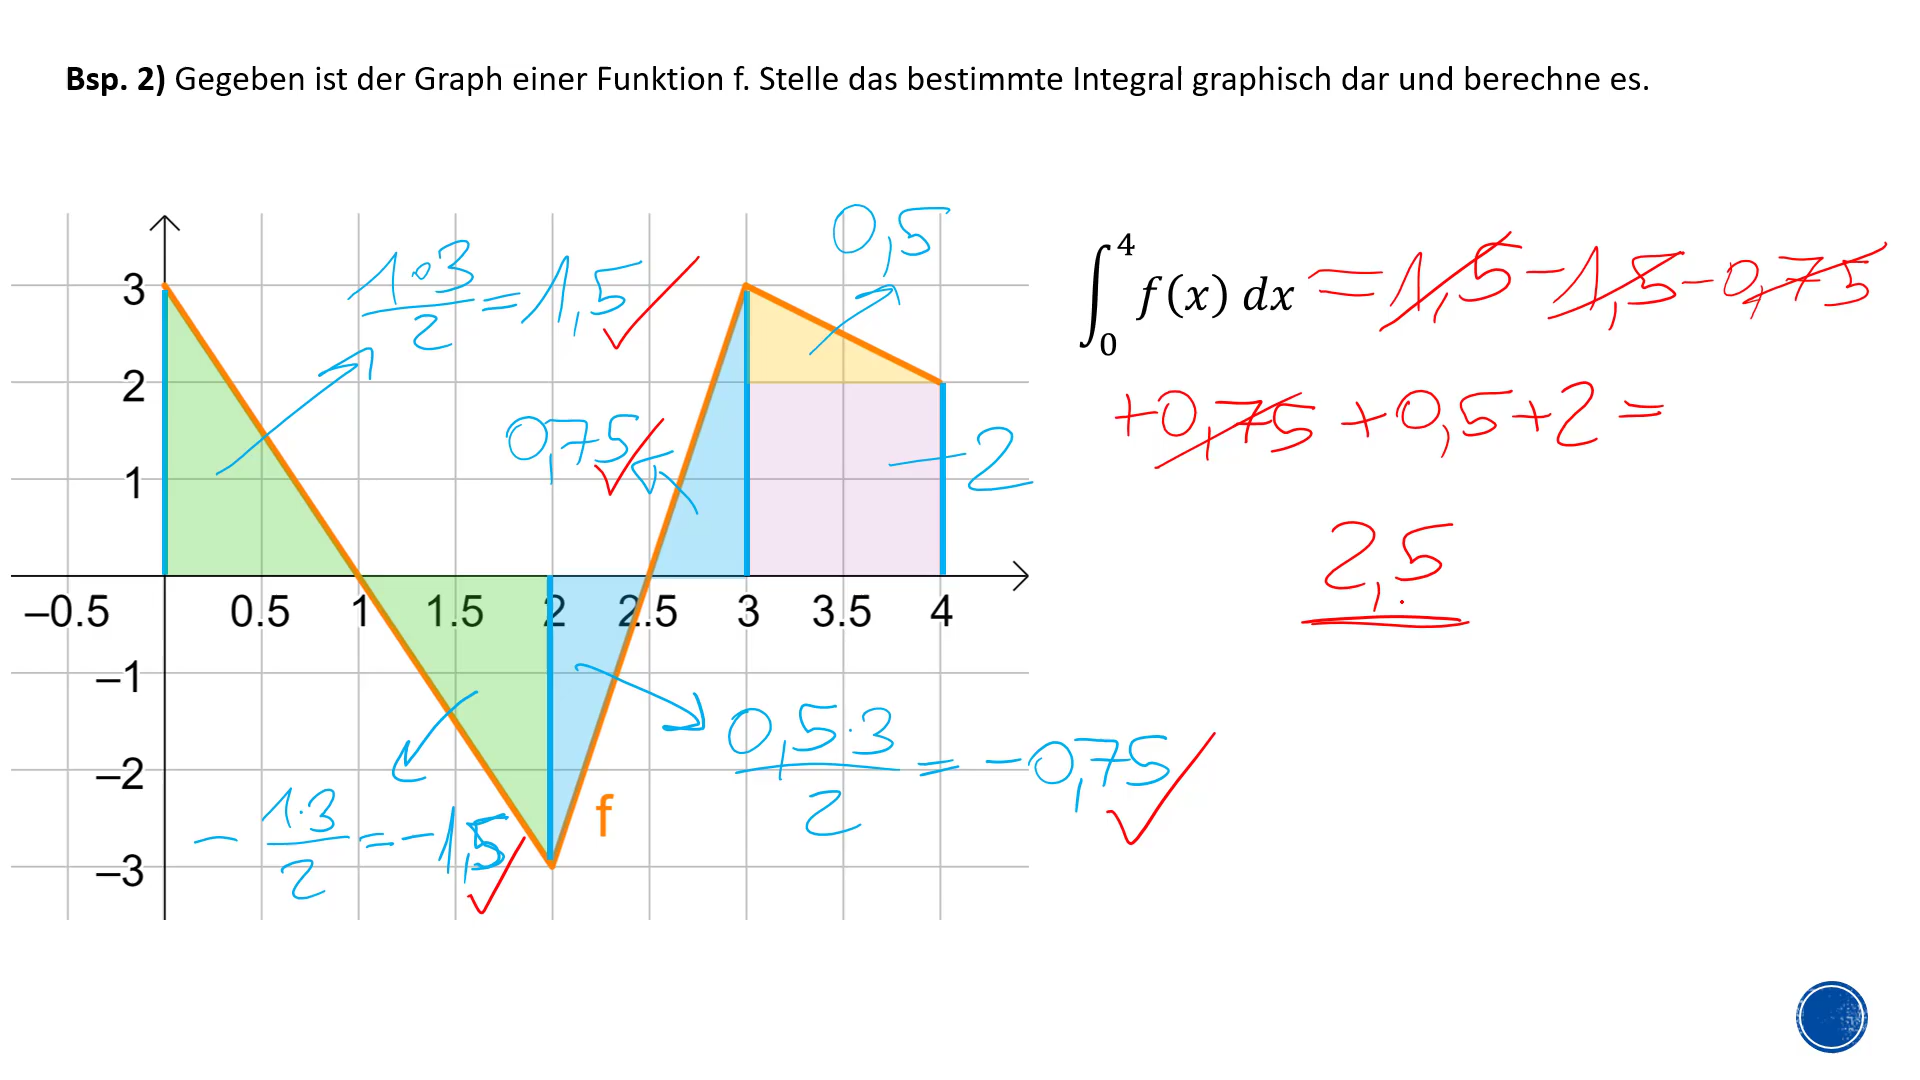 Bsp. 2) Gegeben ist der Graph einer Funktion f. Stelle das bestimmte Integral graphisch dar und berechne es.
∫₀⁴ f(x) dx = 1,5 − 1,5 − 0,75
+ 0,75 + 0,5 + 2 =
2,5
1·3/2 = 1,5
0,5
0,75
2
0,5·3/2 = −0,75
− 1·3/2 = −1,5
f
3
2
1
−1
−2
−3
−0.5 0.5 1 1.5 2 2.5 3 3.5 4